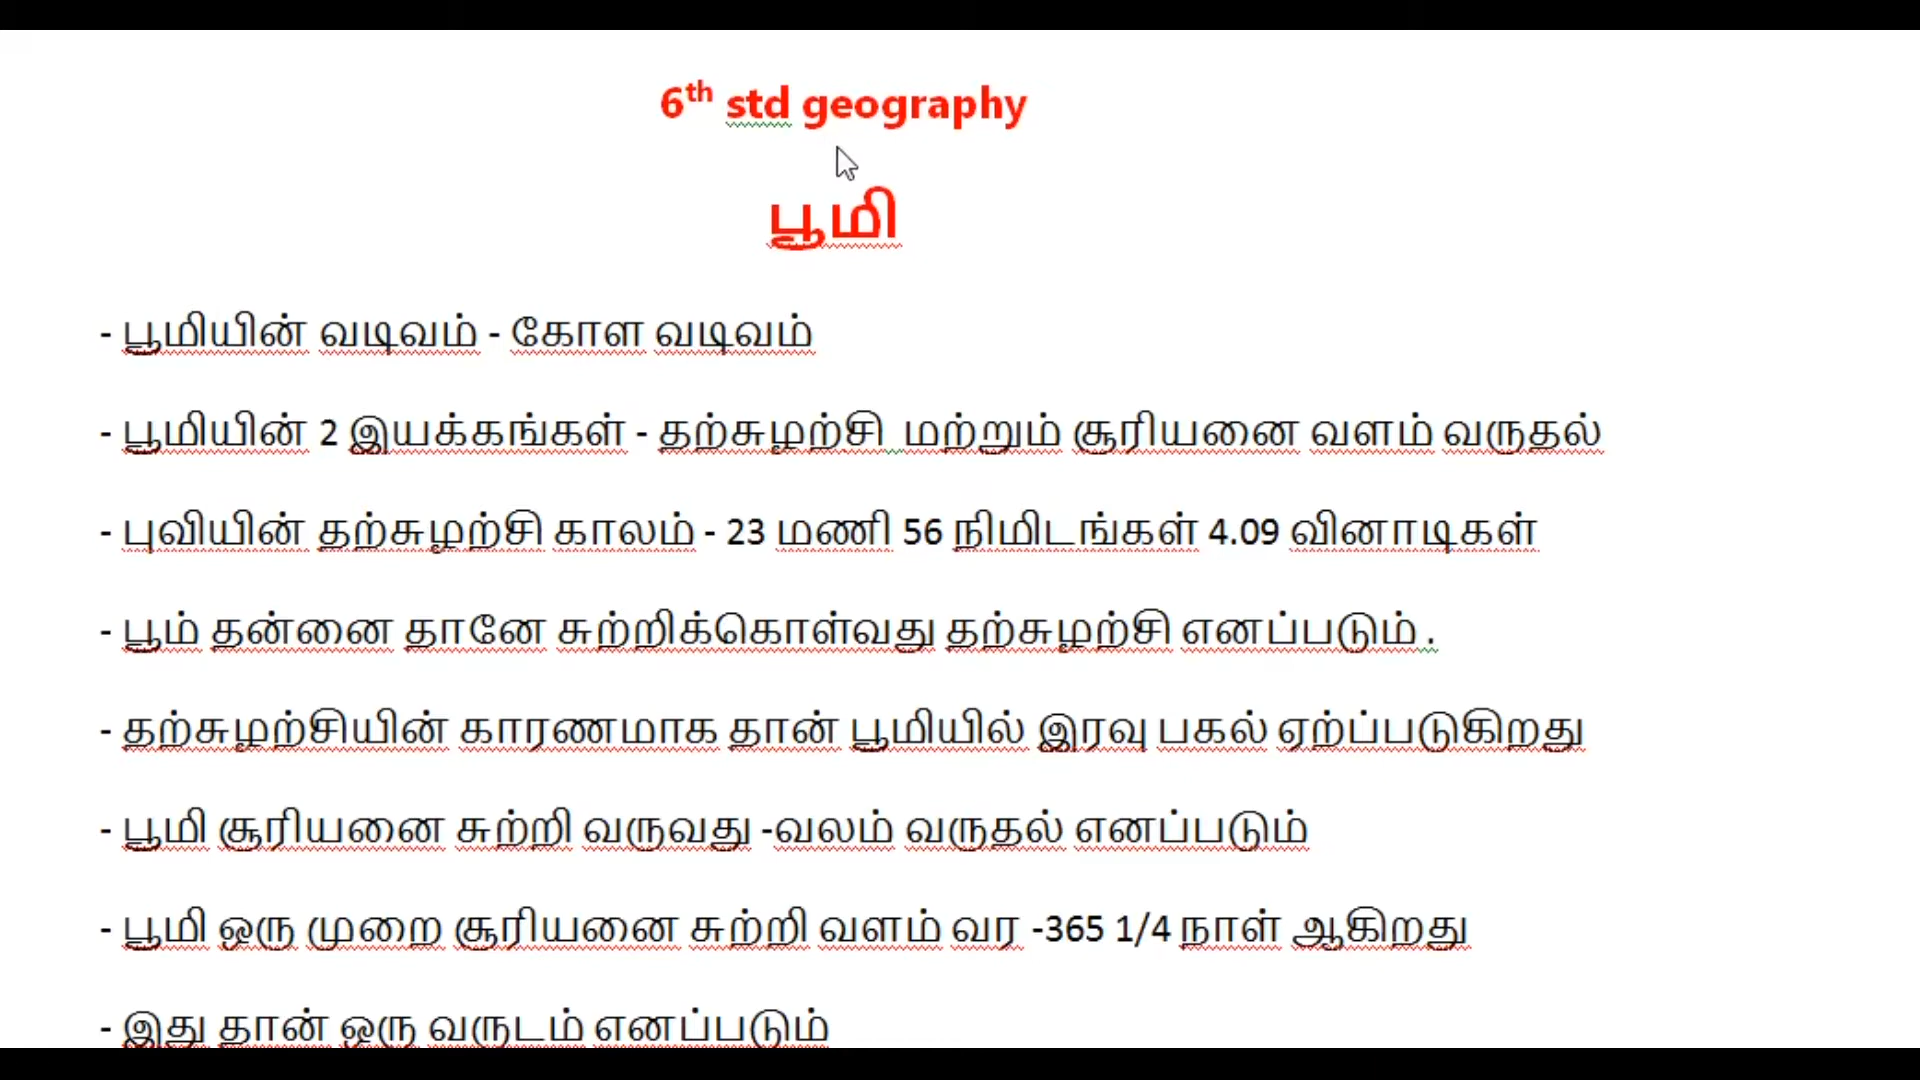 6th std geography
பூமி
- பூமியின் வடிவம் - கோள வடிவம்
- பூமியின் 2 இயக்கங்கள் - தற்சுழற்சி மற்றும் சூரியனை வளம் வருதல்
- புவியின் தற்சுழற்சி காலம் - 23 மணி 56 நிமிடங்கள் 4.09 வினாடிகள்
- பூம் தன்னை தானே சுற்றிக்கொள்வது தற்சுழற்சி எனப்படும் .
- தற்சுழற்சியின் காரணமாக தான் பூமியில் இரவு பகல் ஏற்ப்படுகிறது
- பூமி சூரியனை சுற்றி வருவது -வலம் வருதல் எனப்படும்
- பூமி ஒரு முறை சூரியனை சுற்றி வளம் வர -365 1/4 நாள் ஆகிறது
- இது தான் ஒரு வருடம் எனப்படும்